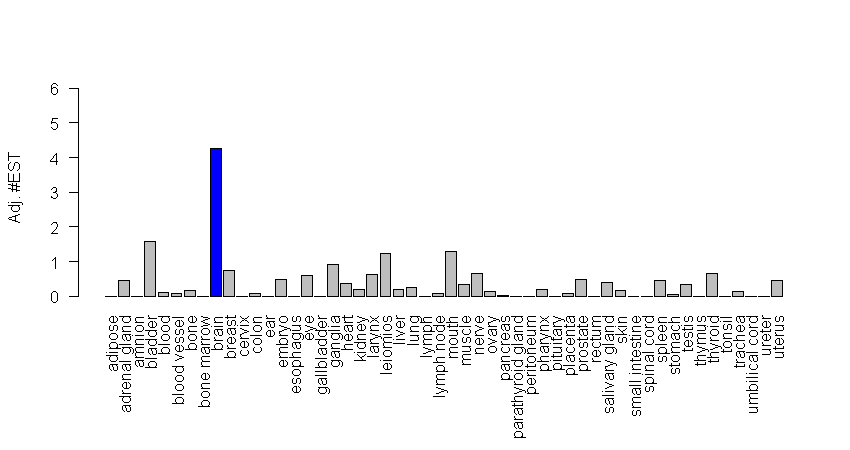 6
5
4
3
2
1
0
Adj. #EST
adipose
adrenal gland
amnion
bladder
blood
blood vessel
bone
bone marrow
brain
breast
cervix
colon
ear
embryo
esophagus
eye
gallbladder
ganglia
heart
kidney
larynx
leiomios
liver
lung
lymph
lymph node
mouth
muscle
nerve
ovary
pancreas
parathyroid gland
peritoneum
pharynx
pituitary
placenta
prostate
rectum
salivary gland
skin
small intestine
spinal cord
spleen
stomach
testis
thymus
thyroid
tonsil
trachea
umbilical cord
ureter
uterus